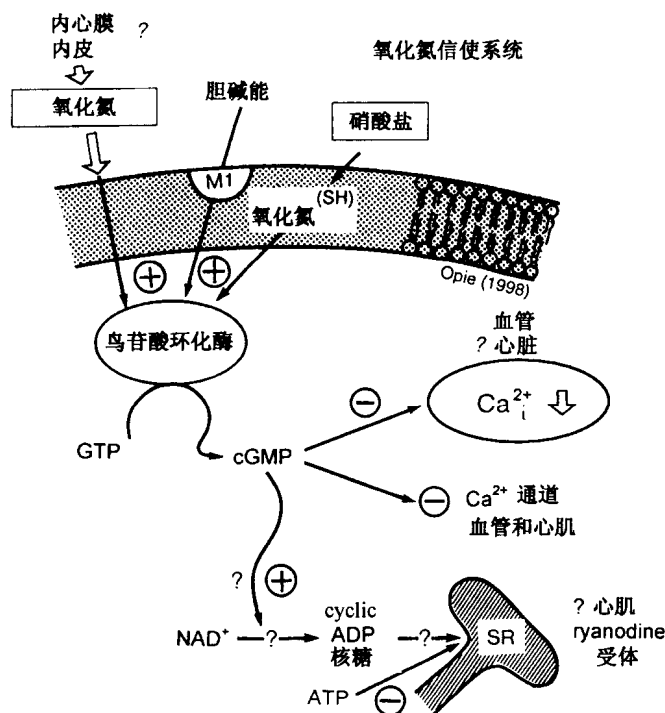 内心膜 ?
内皮
氧化氮信使系统
氧化氮
胆碱能
硝酸盐
M1
(SH)
氧化氮
Opie (1998)
+
+
鸟苷酸环化酶
血管
? 心脏
Ca2+i
−
GTP
cGMP
− Ca2+ 通道
血管和心肌
? +
NAD+ ? cyclic ADP 核糖 ? SR
? 心肌
ryanodine
受体
ATP −